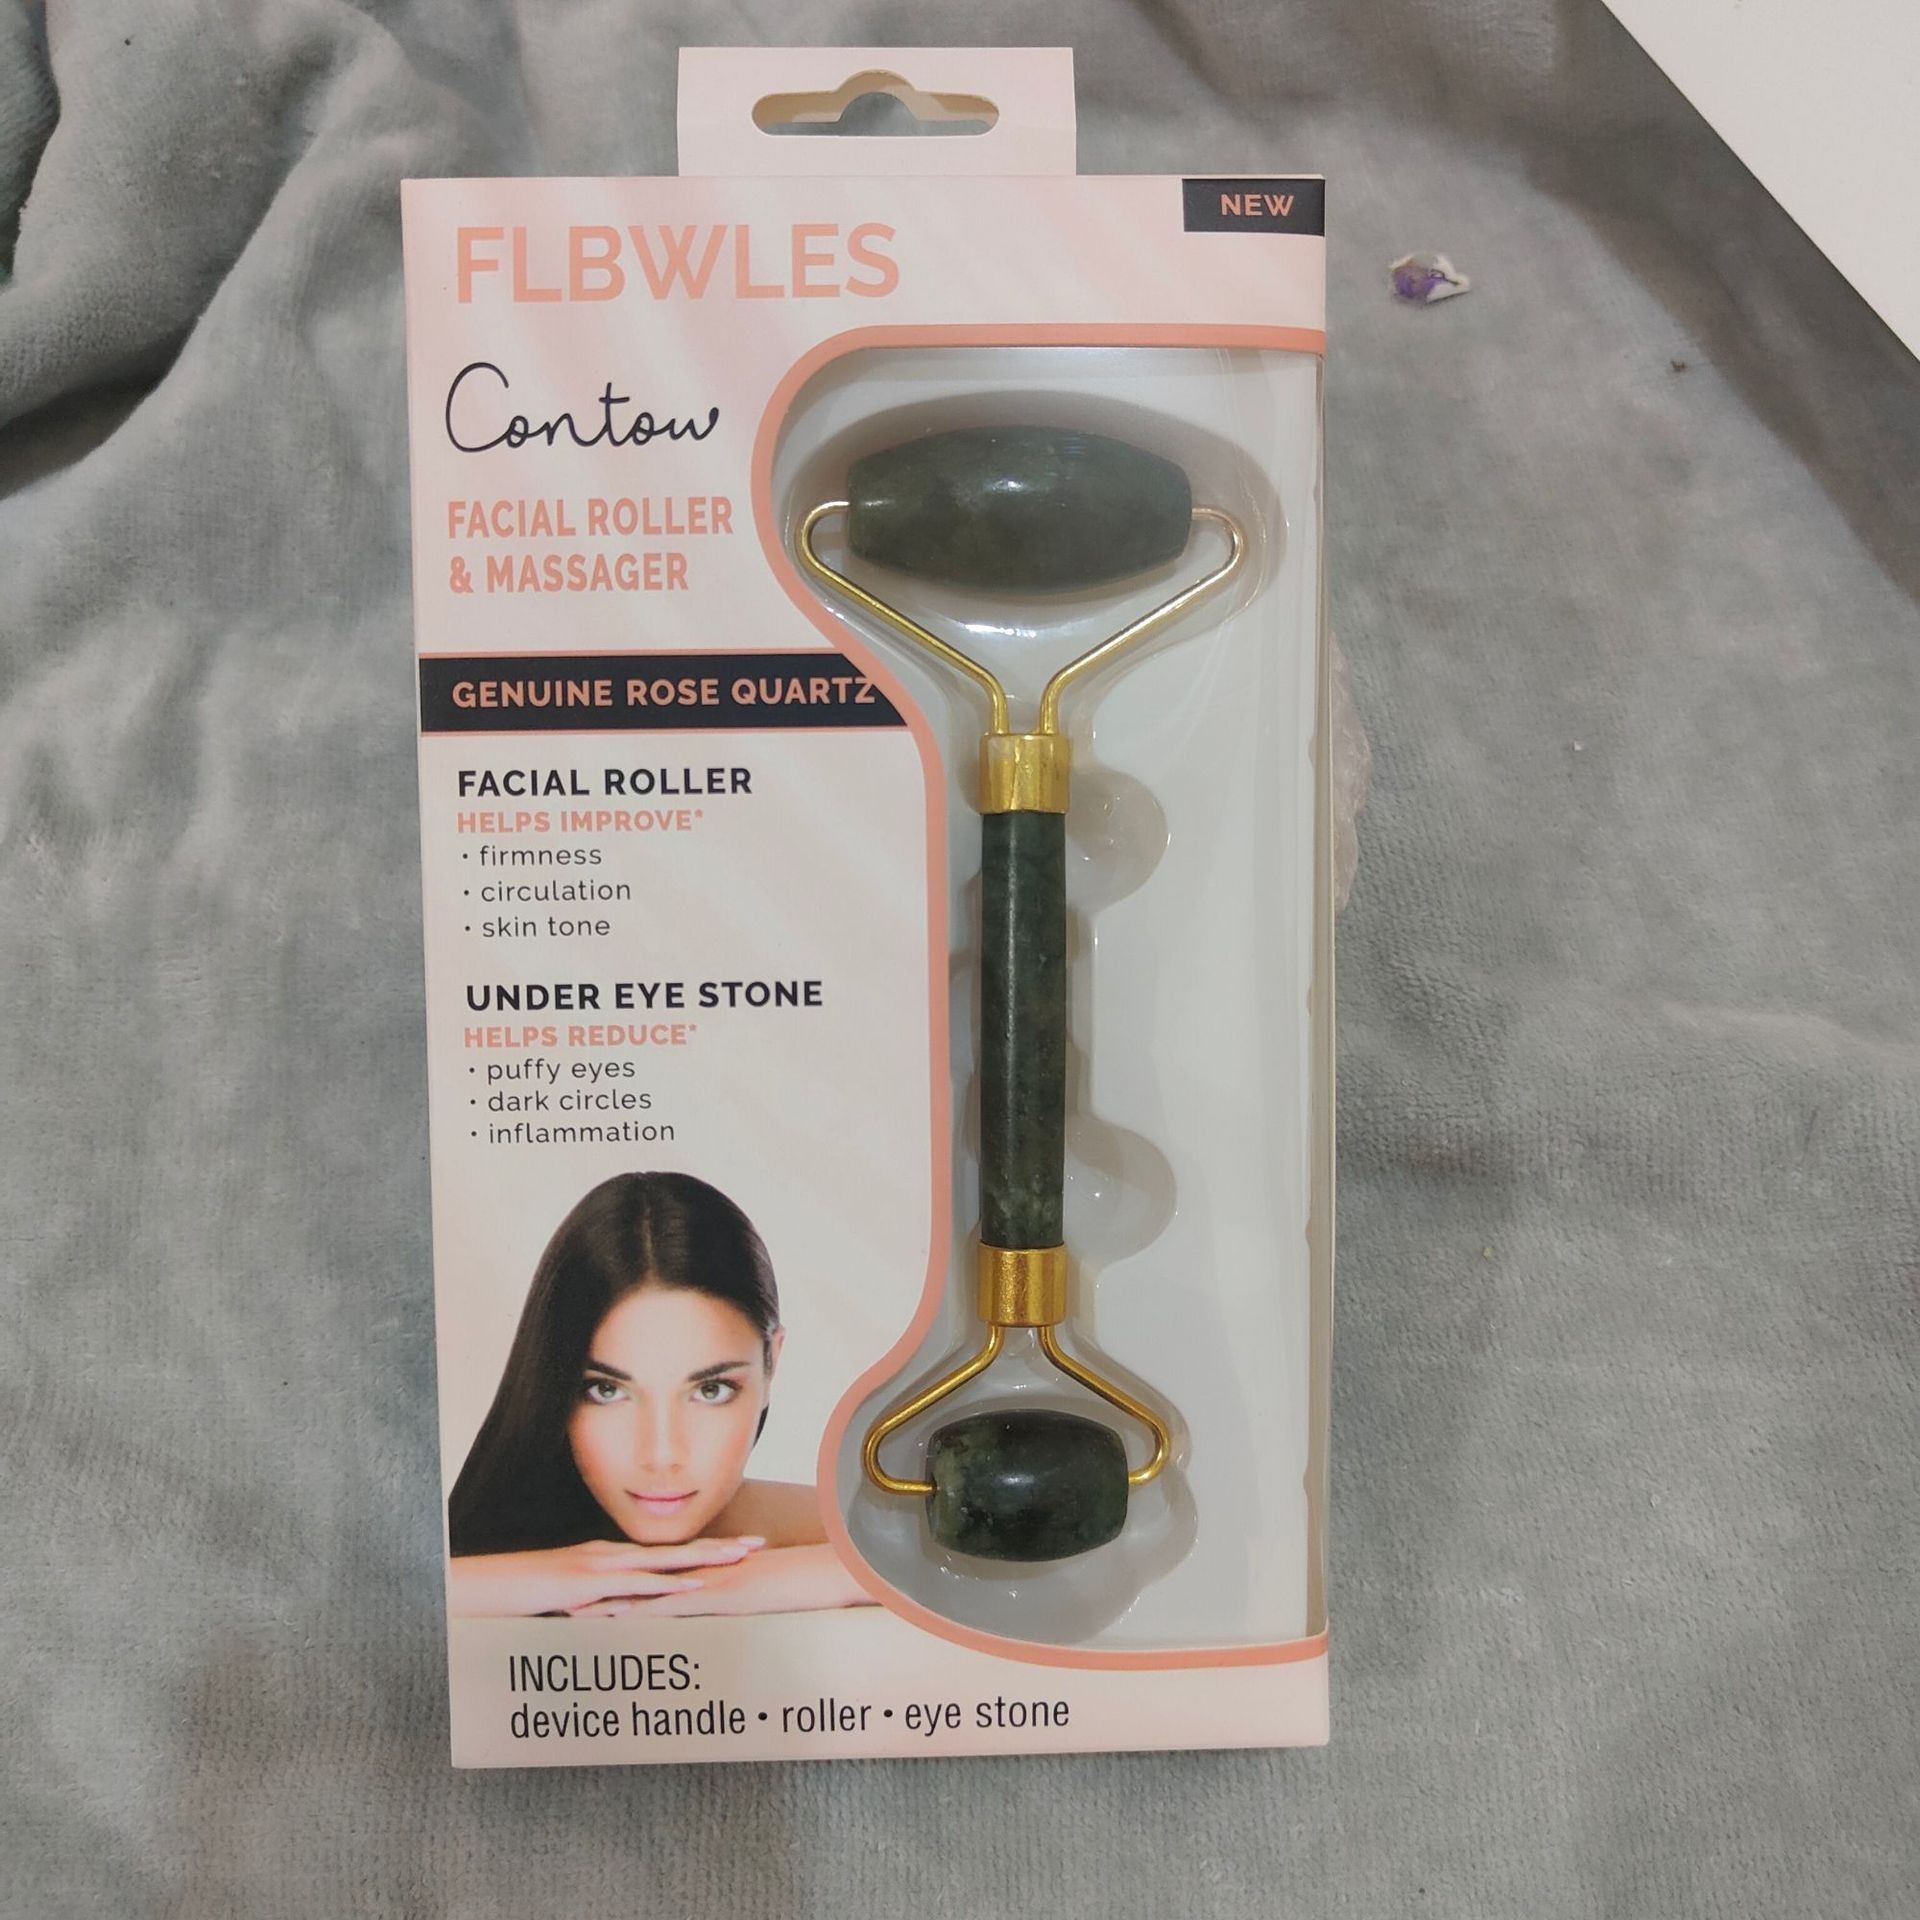 NEW
FLBWLES
Contour
FACIAL ROLLER
& MASSAGER
GENUINE ROSE QUARTZ
FACIAL ROLLER
HELPS IMPROVE*
• firmness
• circulation
• skin tone
UNDER EYE STONE
HELPS REDUCE*
• puffy eyes
• dark circles
• inflammation
INCLUDES:
device handle • roller • eye stone